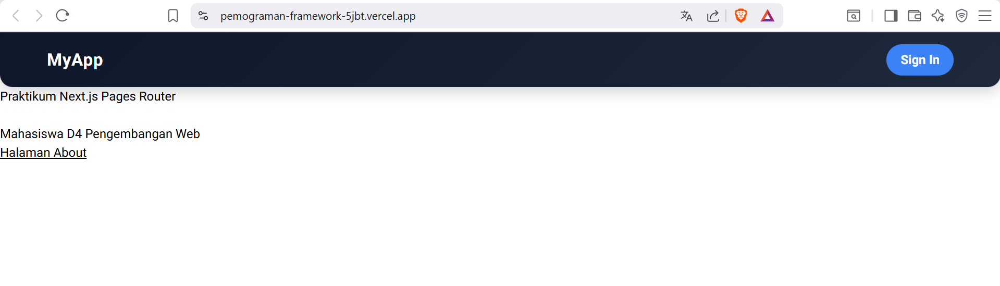 pemograman-framework-5jbt.vercel.app
MyApp
Sign In
Praktikum Next.js Pages Router
Mahasiswa D4 Pengembangan Web
Halaman About